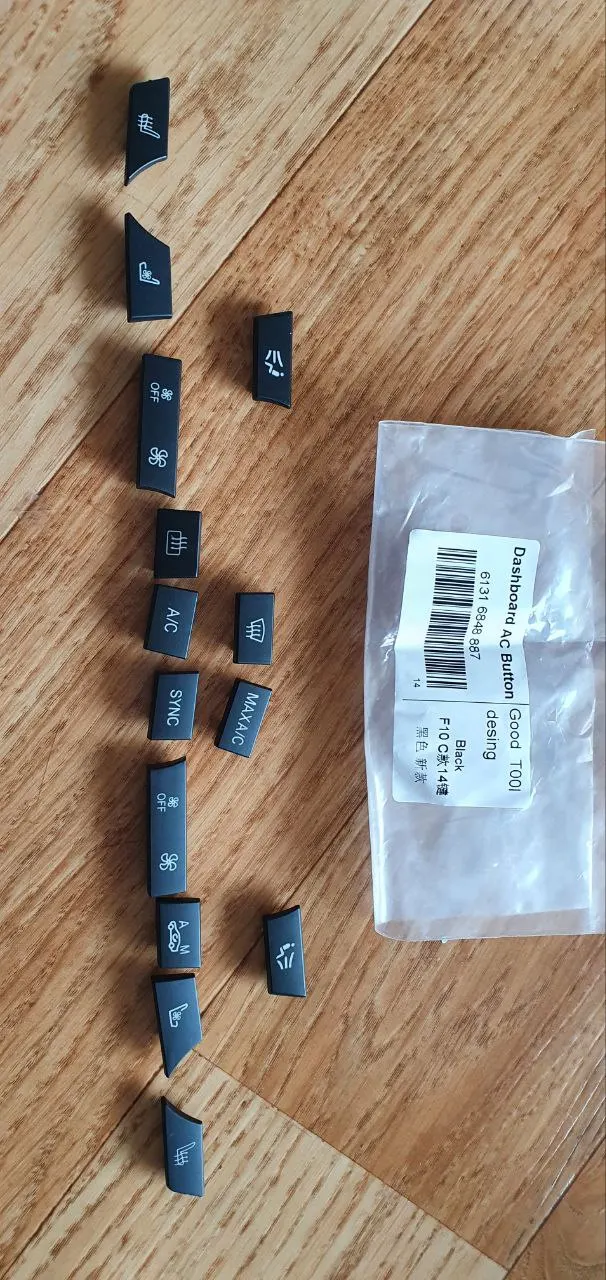 OFF
A/C
SYNC
MAX A/C
OFF
A
M
Dashboard AC Button
6131 6848 887
14
Good TOOl
desing
Black
F10 C款14键
黑色 新款